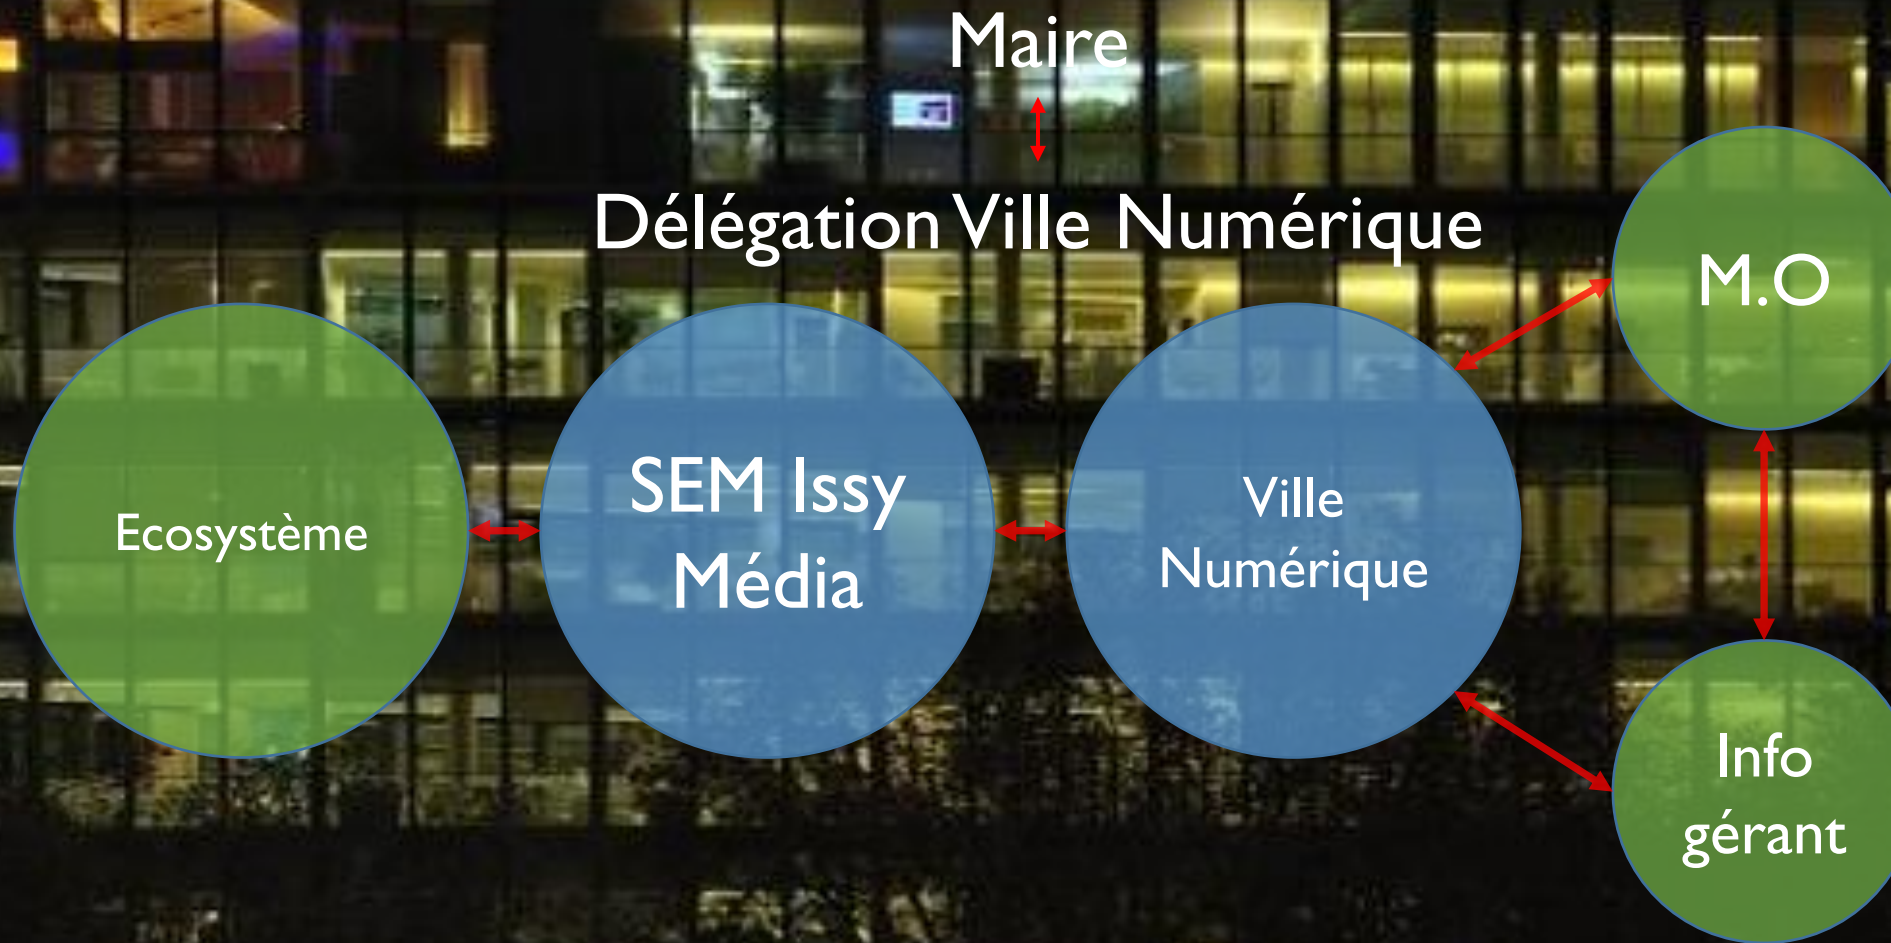 Maire
Délégation Ville Numérique
Ecosystème
SEM Issy
Média
Ville
Numérique
M.O
Info
gérant